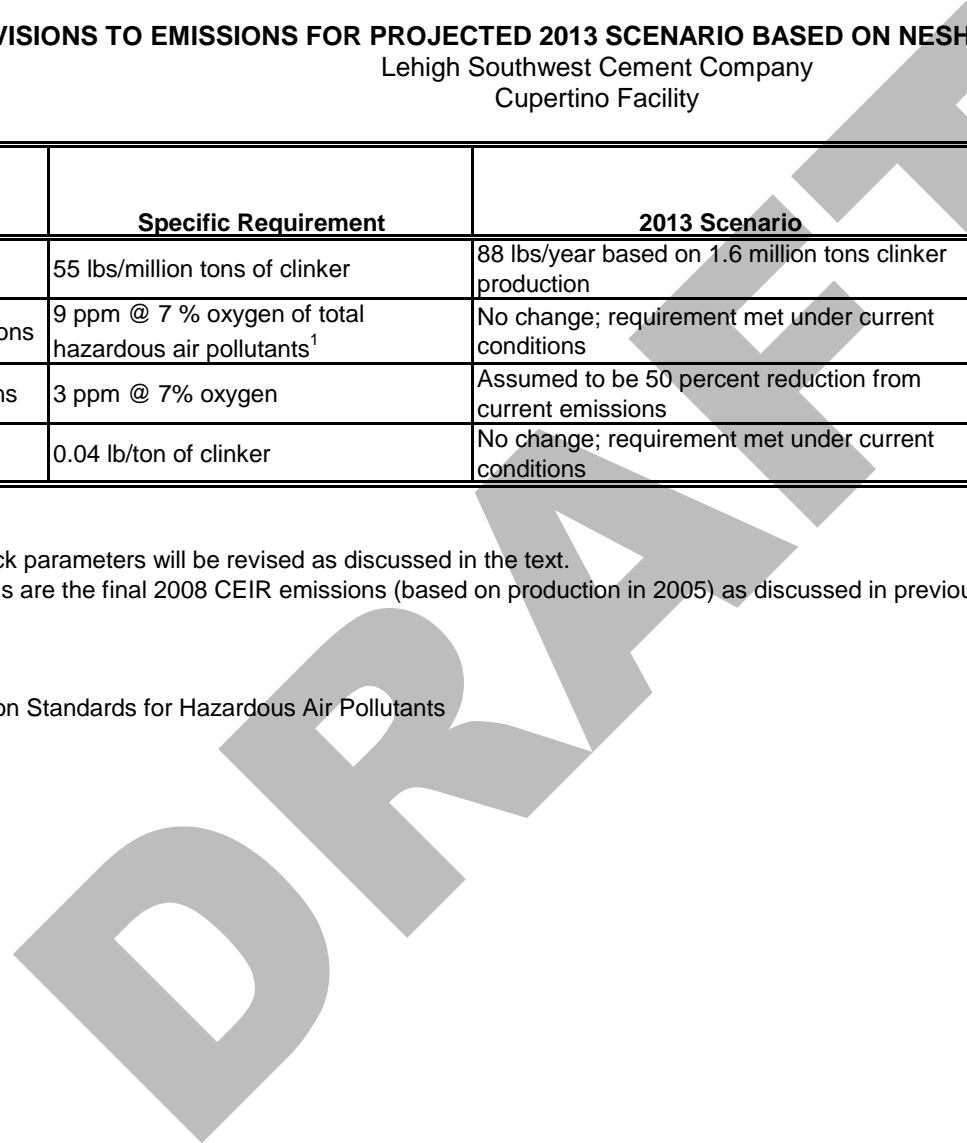 VISIONS TO EMISSIONS FOR PROJECTED 2013 SCENARIO BASED ON NESH
Lehigh Southwest Cement Company
Cupertino Facility
Specific Requirement
2013 Scenario
55 lbs/million tons of clinker
88 lbs/year based on 1.6 million tons clinker
production
ons
9 ppm @ 7 % oxygen of total
hazardous air pollutants1
No change; requirement met under current
conditions
ns
3 ppm @ 7% oxygen
Assumed to be 50 percent reduction from
current emissions
0.04 lb/ton of clinker
No change; requirement met under current
conditions
ck parameters will be revised as discussed in the text.
s are the final 2008 CEIR emissions (based on production in 2005) as discussed in previou
on Standards for Hazardous Air Pollutants
DRAFT